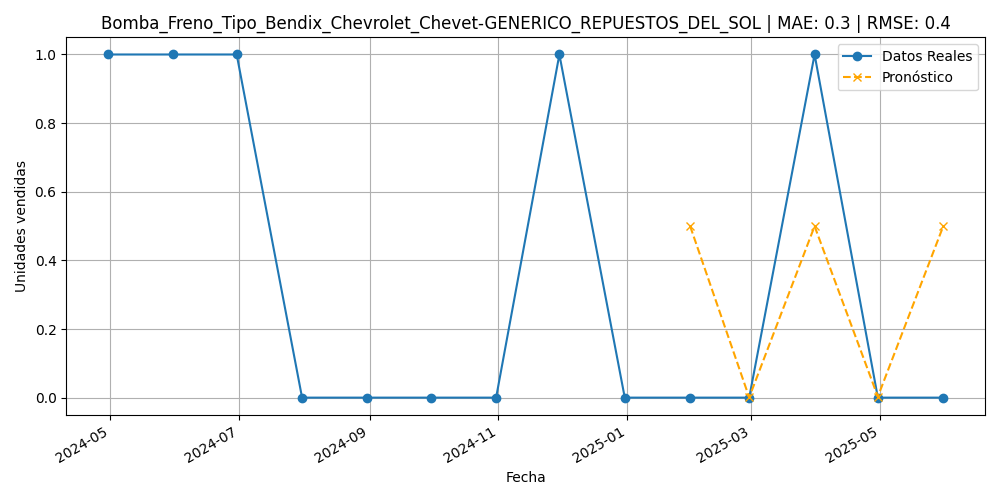 Bomba_Freno_Tipo_Bendix_Chevrolet_Chevet-GENERICO_REPUESTOS_DEL_SOL | MAE: 0.3 | RMSE: 0.4
Datos Reales
Pronóstico
Unidades vendidas
1.0
0.8
0.6
0.4
0.2
0.0
2024-05
2024-07
2024-09
2024-11
2025-01
2025-03
2025-05
Fecha